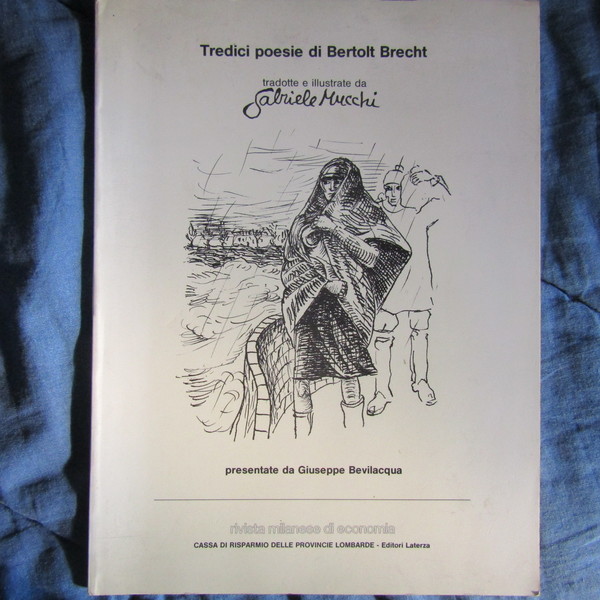 Tredici poesie di Bertolt Brecht
tradotte e illustrate da
Gabriele Mucchi
presentate da Giuseppe Bevilacqua
rivista milanese di economia
CASSA DI RISPARMIO DELLE PROVINCIE LOMBARDE - Editori Laterza